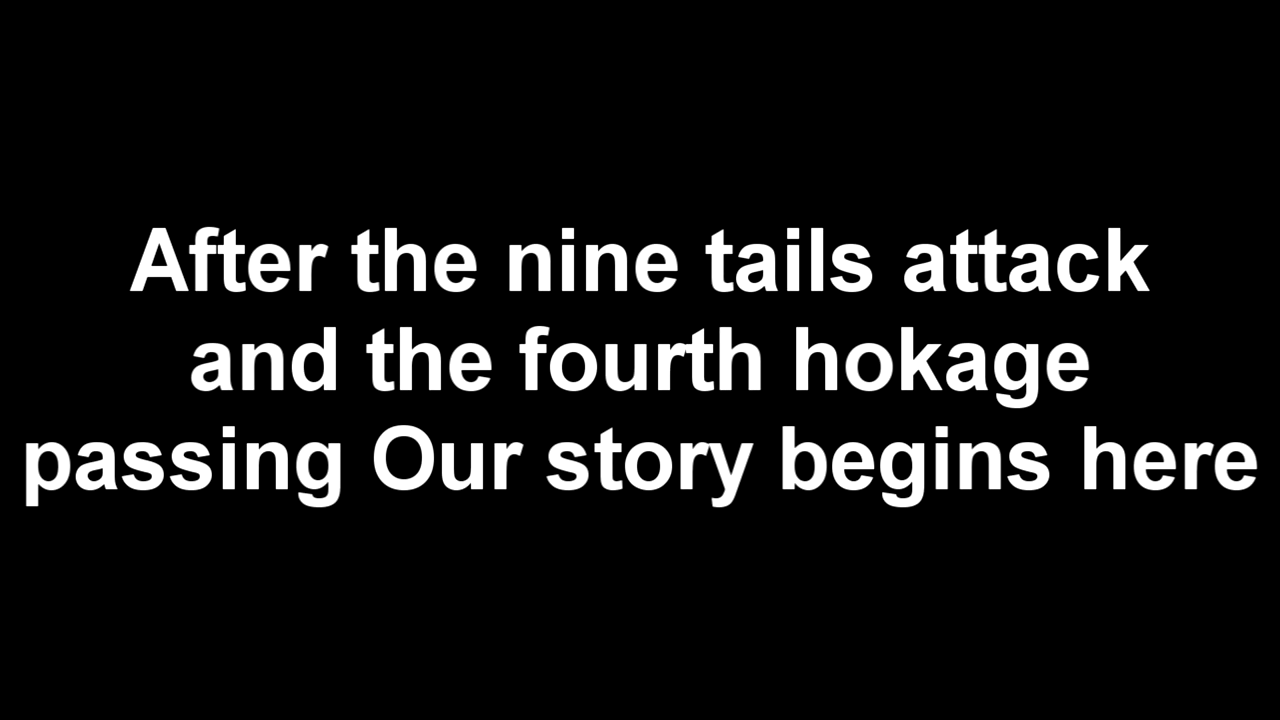 After the nine tails attack
and the fourth hokage
passing Our story begins here